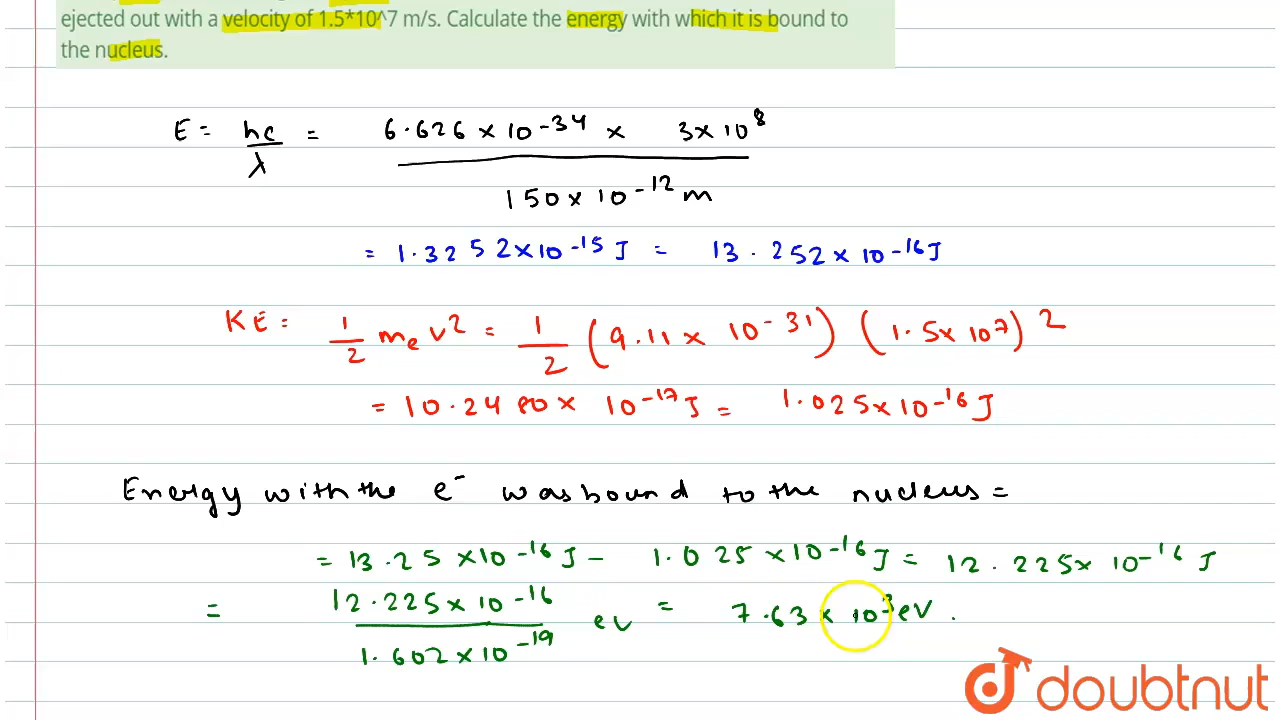 ejected out with a velocity of 1.5*10^7 m/s. Calculate the energy with which it is bound to
the nucleus.
E = hc/λ = 6.626 × 10^-34 × 3×10^8 / 150×10^-12 m
= 1.3252×10^-15 J = 13.252×10^-16 J
KE = 1/2 m_e v^2 = 1/2 (9.11 × 10^-31) (1.5×10^7)^2
= 10.2480× 10^-17 J = 1.025×10^-16 J
Energy with the e^- was bound to the nucleus =
= 13.25 ×10^-16 J - 1.025 ×10^-16 J = 12.225× 10^-16 J
= 12.225× 10^-16 / 1.602×10^-19 eV = 7.63 × 10^3 eV.
doubtnut